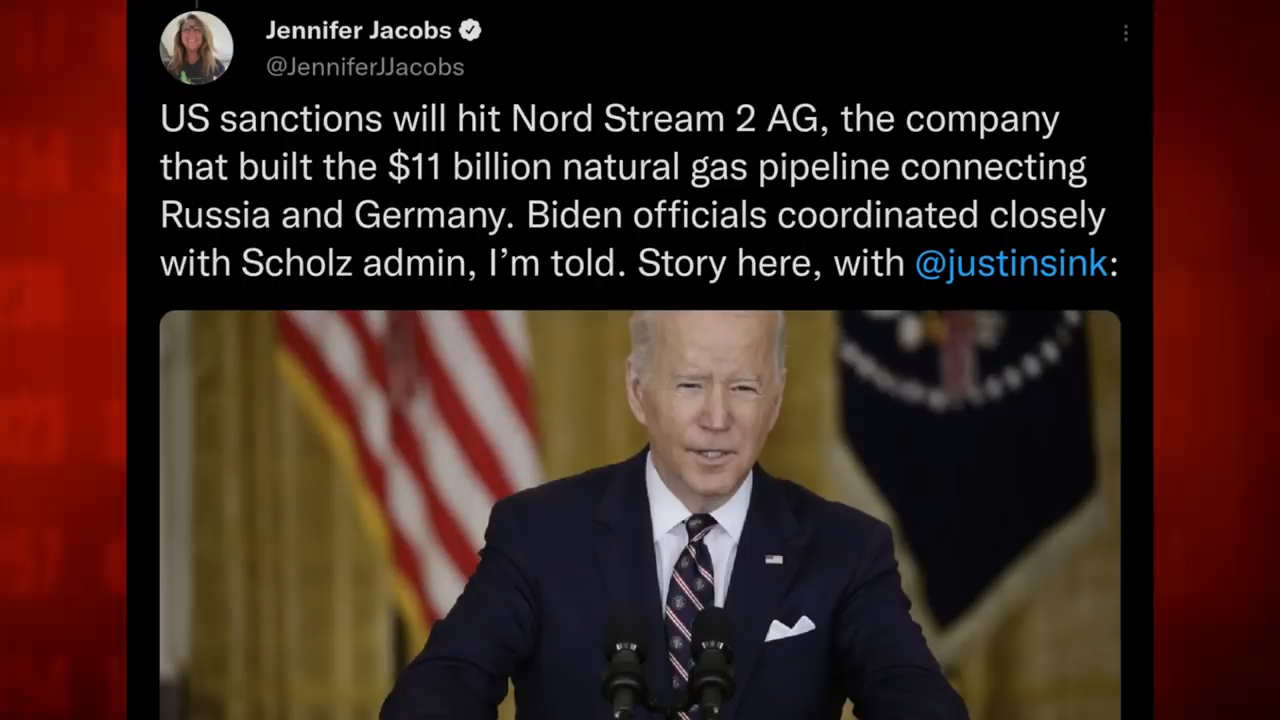 Jennifer Jacobs
@JenniferJJacobs
US sanctions will hit Nord Stream 2 AG, the company
that built the $11 billion natural gas pipeline connecting
Russia and Germany. Biden officials coordinated closely
with Scholz admin, I’m told. Story here, with @justinsink: